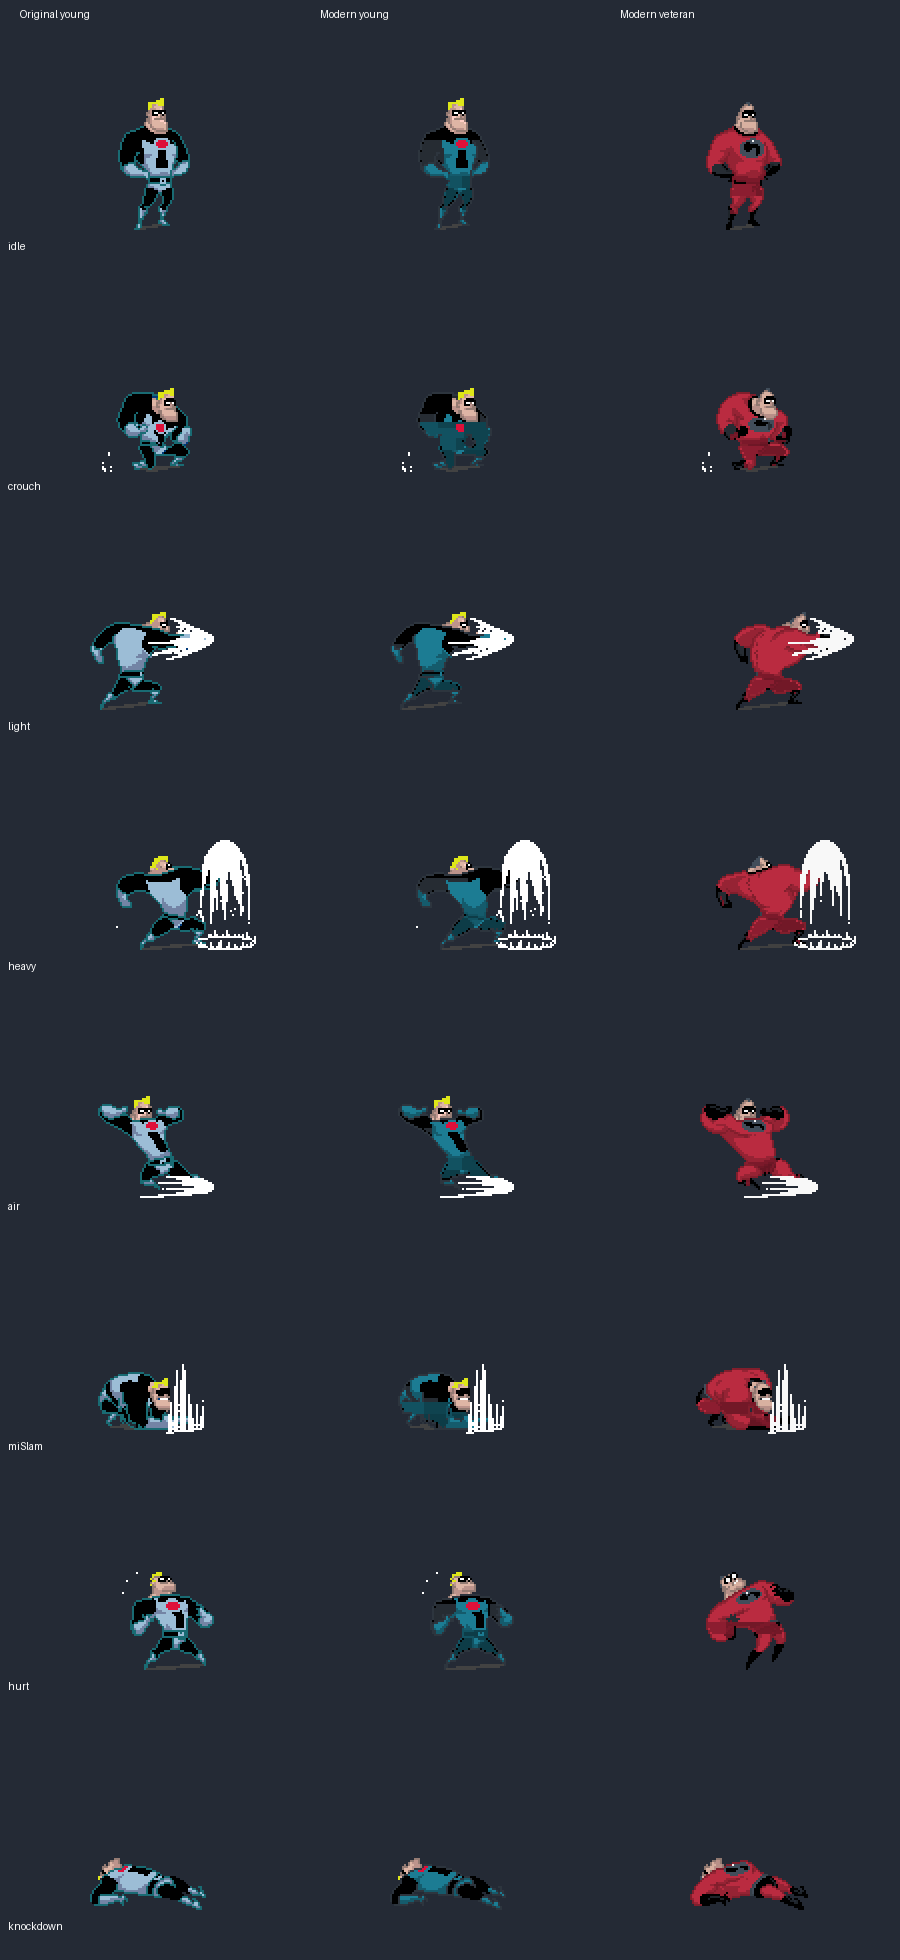 Original young
Modern young
Modern veteran
idle
crouch
light
heavy
air
miSlam
hurt
knockdown